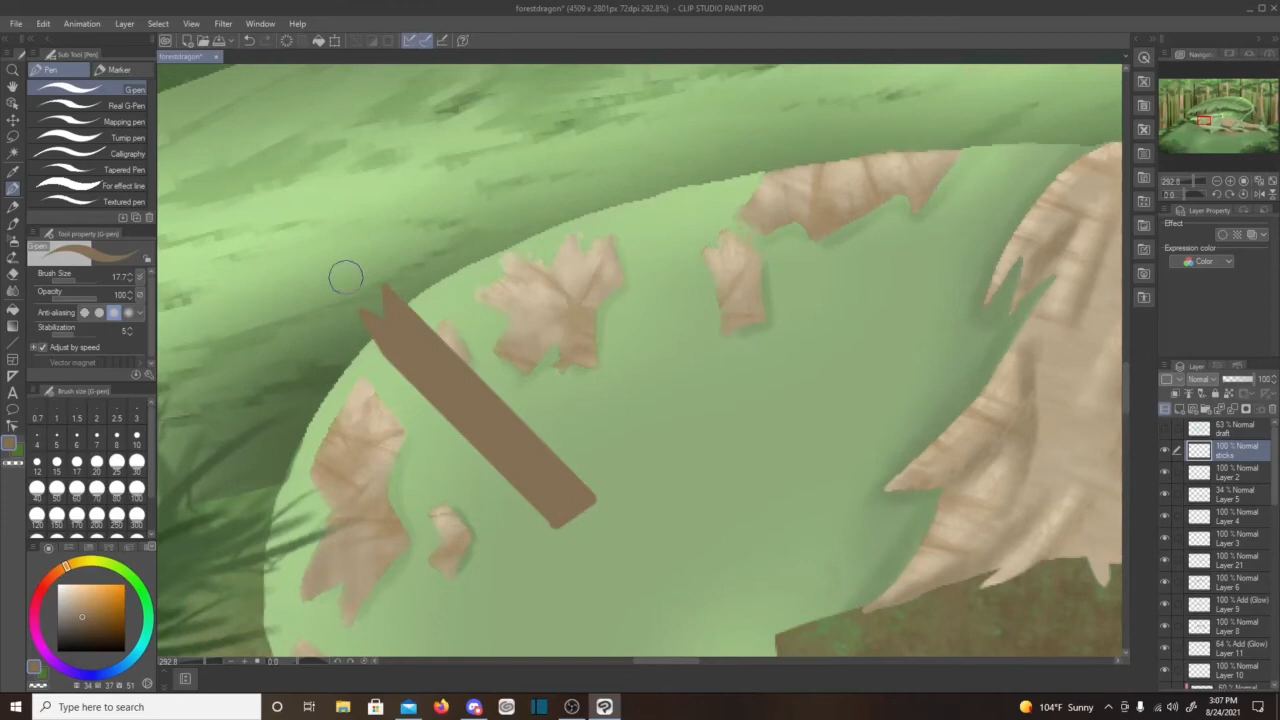 forestdragon* (4509 x 2801px 72dpi 292.8%) - CLIP STUDIO PAINT PRO
File Edit Animation Layer Select View Filter Window Help
Sub Tool [Pen]
forestdragon*
Pen Marker
G-pen
Real G-Pen
Mapping pen
Turnip pen
Calligraphy
Tapered Pen
For effect line
Textured pen
Tool property [G-pen]
G-pen
Brush Size 17.7
Opacity 100
Anti-aliasing
Stabilization 5
Adjust by speed
Vector magnet
Brush size [G-pen]
0.7 1 1.5 2 2.5 3
4 5 6 7 8 10
12 15 17 20 25 30
40 50 60 70 80 100
120 150 170 200 250 300
34 37 51
292.8 0.0
292.8
0.0
Layer Property
Effect
Expression color
Color
Layer
Normal 100
63 % Normal
draft
100 % Normal
sticks
100 % Normal
Layer 2
34 % Normal
Layer 5
100 % Normal
Layer 4
100 % Normal
Layer 3
100 % Normal
Layer 21
100 % Normal
Layer 6
100 % Add (Glow)
Layer 9
100 % Normal
Layer 8
64 % Add (Glow)
Layer 11
100 % Normal
Layer 10
Type here to search
104°F Sunny
3:07 PM
8/24/2021